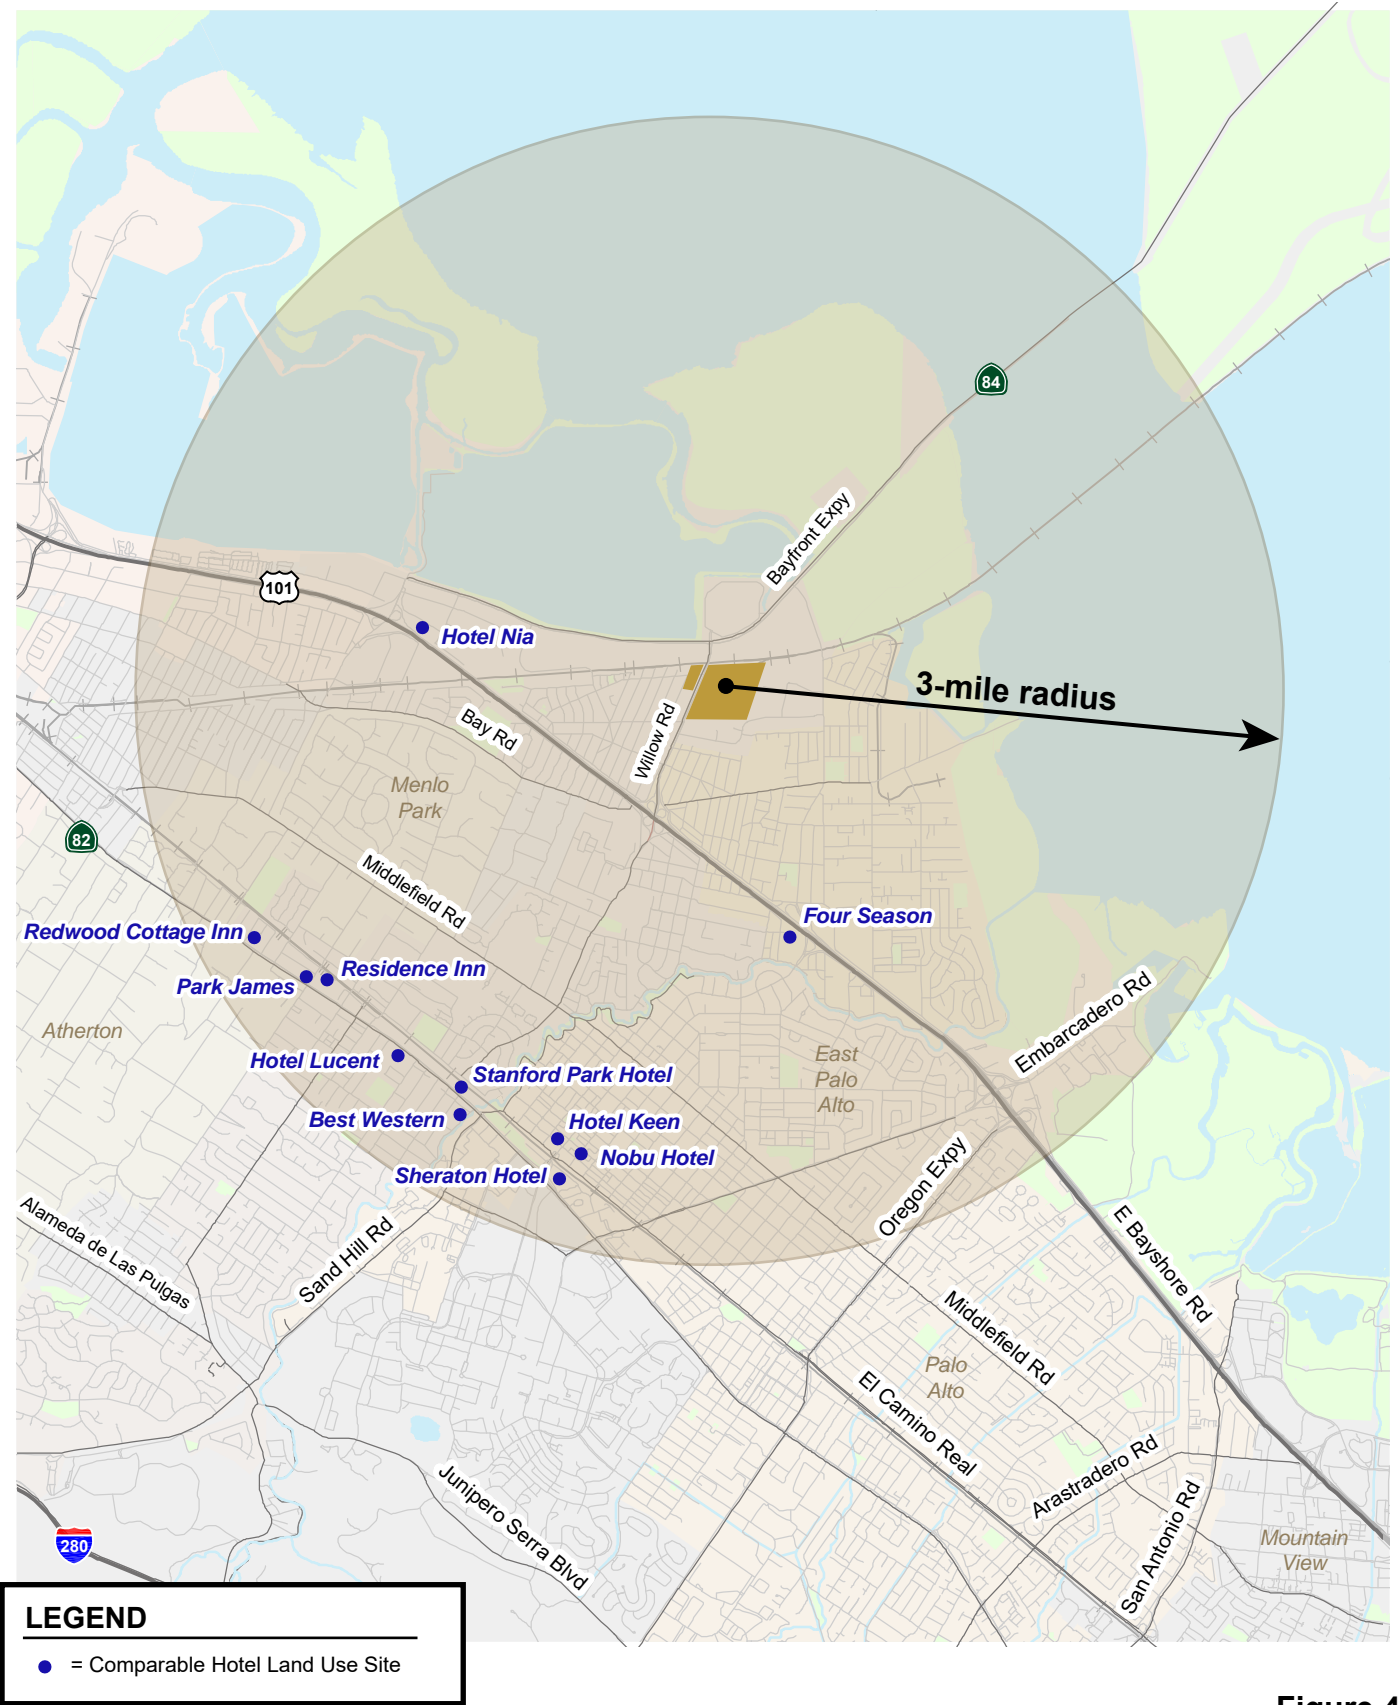 84
Bayfront Expy
101
Hotel Nia
3-mile radius
Willow Rd
Bay Rd
Menlo
Park
82
Middlefield Rd
Four Season
Redwood Cottage Inn
Residence Inn
Park James
Embarcadero Rd
Atherton
Hotel Lucent
East
Palo
Alto
Stanford Park Hotel
Best Western
Hotel Keen
Nobu Hotel
Sheraton Hotel
Oregon Expy
Alameda de Las Pulgas
Sand Hill Rd
E Bayshore Rd
Middlefield Rd
Palo
Alto
El Camino Real
Arastradero Rd
Junipero Serra Blvd
San Antonio Rd
Mountain
View
280
LEGEND
= Comparable Hotel Land Use Site
Figure 4